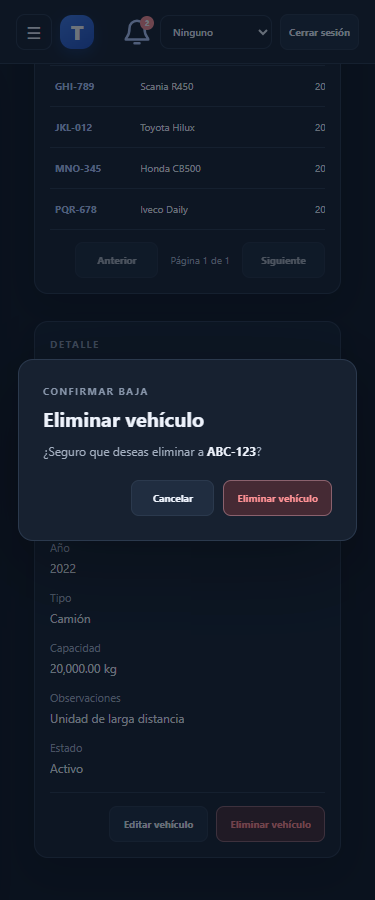 ☰ T 2 Ninguno Cerrar sesión
GHI-789 Scania R450 20
JKL-012 Toyota Hilux 20
MNO-345 Honda CB500 20
PQR-678 Iveco Daily 20
Anterior Página 1 de 1 Siguiente
DETALLE
CONFIRMAR BAJA
Eliminar vehículo
¿Seguro que deseas eliminar a ABC-123?
Cancelar Eliminar vehículo
Año
2022
Tipo
Camión
Capacidad
20,000.00 kg
Observaciones
Unidad de larga distancia
Estado
Activo
Editar vehículo Eliminar vehículo